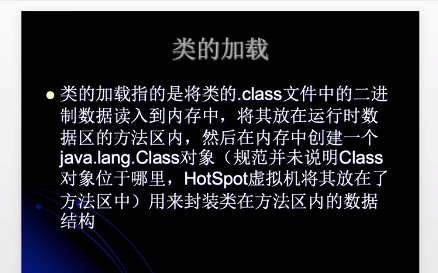 类的加载
类的加载指的是将类的.class文件中的二进
制数据读入到内存中，将其放在运行时数
据区的方法区内，然后在内存中创建一个
java.lang.Class对象（规范并未说明Class
对象位于哪里，HotSpot虚拟机将其放在了
方法区中）用来封装类在方法区内的数据
结构